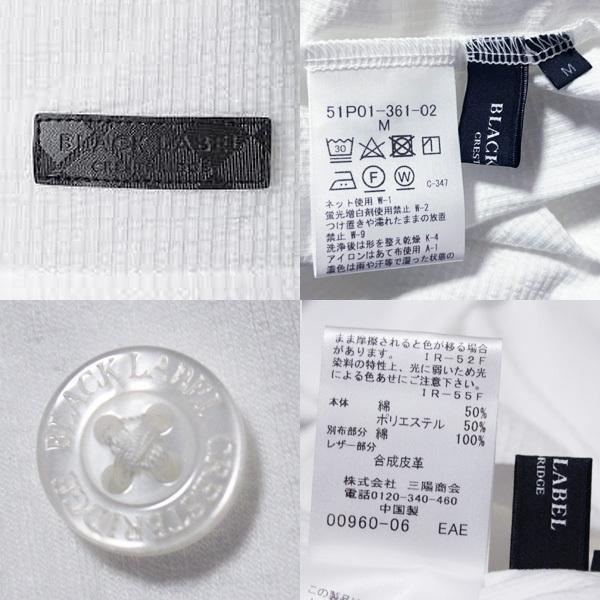 BLACK LABEL
CRESTBRIDGE
51P01-361-02
M
30
F
W
C-347
ネット使用 W-1
蛍光増白剤使用禁止 W-2
つけ置きや濡れたままの放置
禁止 W-9
洗浄後は形を整え乾燥 K-4
アイロンはあて布使用 A-1
濃色は雨や汗等で湿った状態の
BLACK
CREST
M
BLACK LABEL
CRESTBRIDGE
まま摩擦されると色が移る場合
があります。 IR-52F
染料の特性上、光に弱いため光
による色あせにご注意下さい。
IR-55F
本体 綿 50%
ポリエステル 50%
別布部分 綿 100%
レザー部分
合成皮革
株式会社 三陽商会
電話0120-340-460
中国製
00960-06 EAE
この製品は
LABEL
BRIDGE